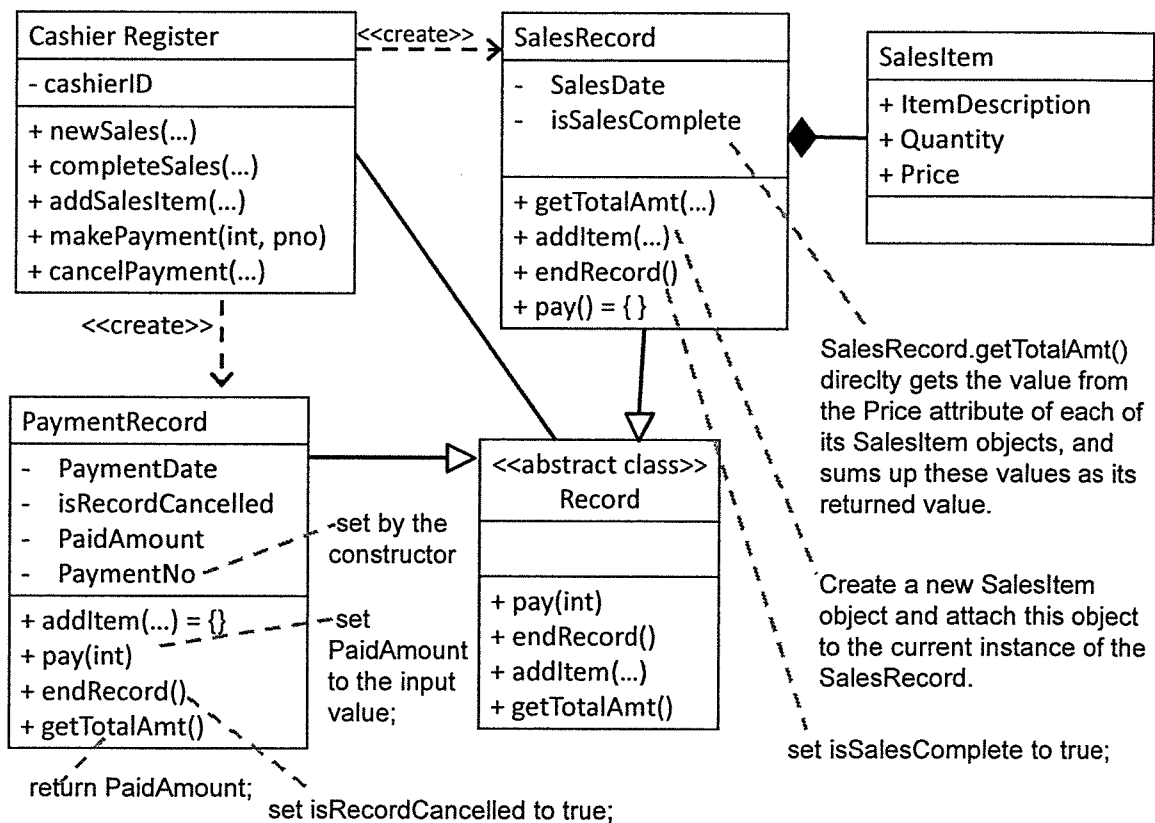 Cashier Register
- cashierID
+ newSales(...)
+ completeSales(...)
+ addSalesItem(...)
+ makePayment(int, pno)
+ cancelPayment(...)
<<create>>
SalesRecord
- SalesDate
- isSalesComplete
+ getTotalAmt(...)
+ addItem(...)
+ endRecord()
+ pay() = { }
SalesItem
+ ItemDescription
+ Quantity
+ Price
<<create>>
SalesRecord.getTotalAmt()
direclty gets the value from
the Price attribute of each of
its SalesItem objects, and
sums up these values as its
returned value.
PaymentRecord
- PaymentDate
- isRecordCancelled
- PaidAmount
- PaymentNo
+ addItem(...) = {}
+ pay(int)
+ endRecord()
+ getTotalAmt()
-set by the
constructor
-set
PaidAmount
to the input
value;
<<abstract class>>
Record
+ pay(int)
+ endRecord()
+ addItem(...)
+ getTotalAmt()
Create a new SalesItem
object and attach this object
to the current instance of the
SalesRecord.
set isSalesComplete to true;
return PaidAmount;
set isRecordCancelled to true;